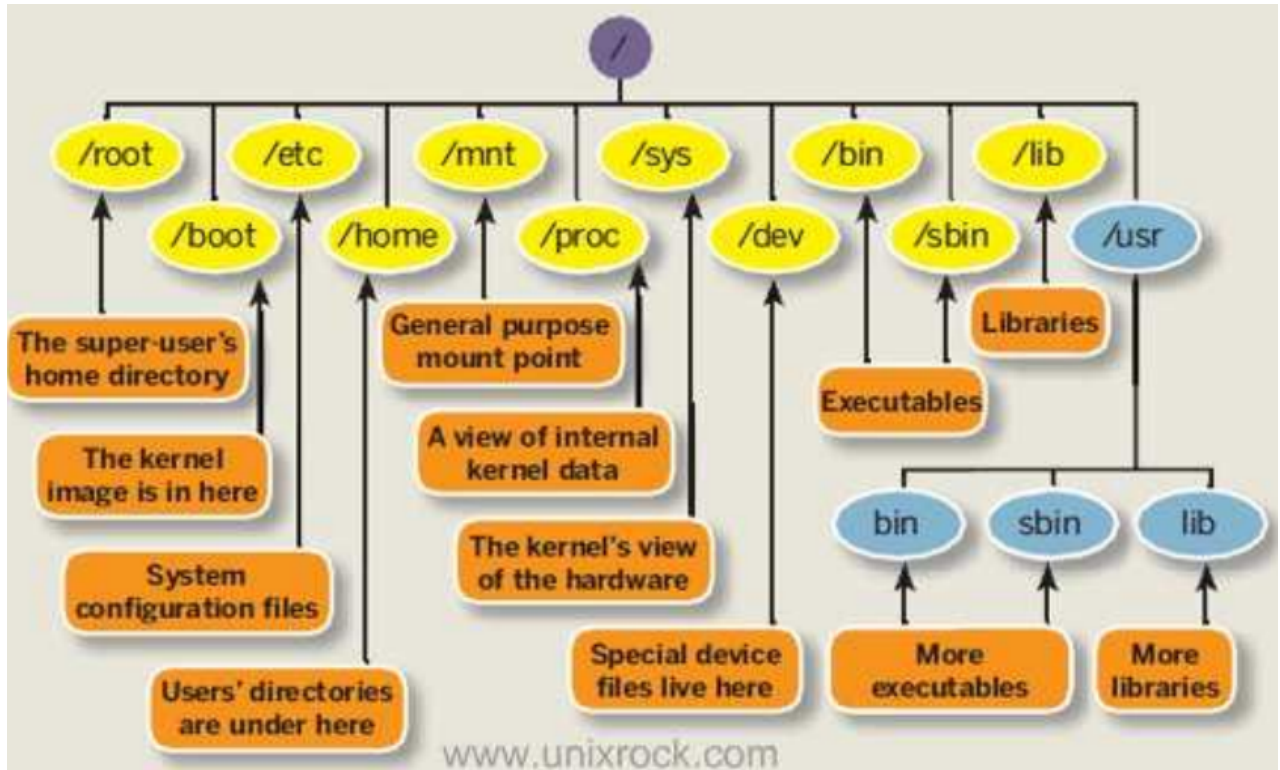 /
/root
/etc
/mnt
/sys
/bin
/lib
/boot
/home
/proc
/dev
/sbin
/usr
The super-user's
home directory
General purpose
mount point
Libraries
Executables
The kernel
image is in here
A view of internal
kernel data
bin
sbin
lib
The kernel's view
of the hardware
System
configuration files
Special device
files live here
More
executables
More
libraries
Users' directories
are under here
www.unixrock.com